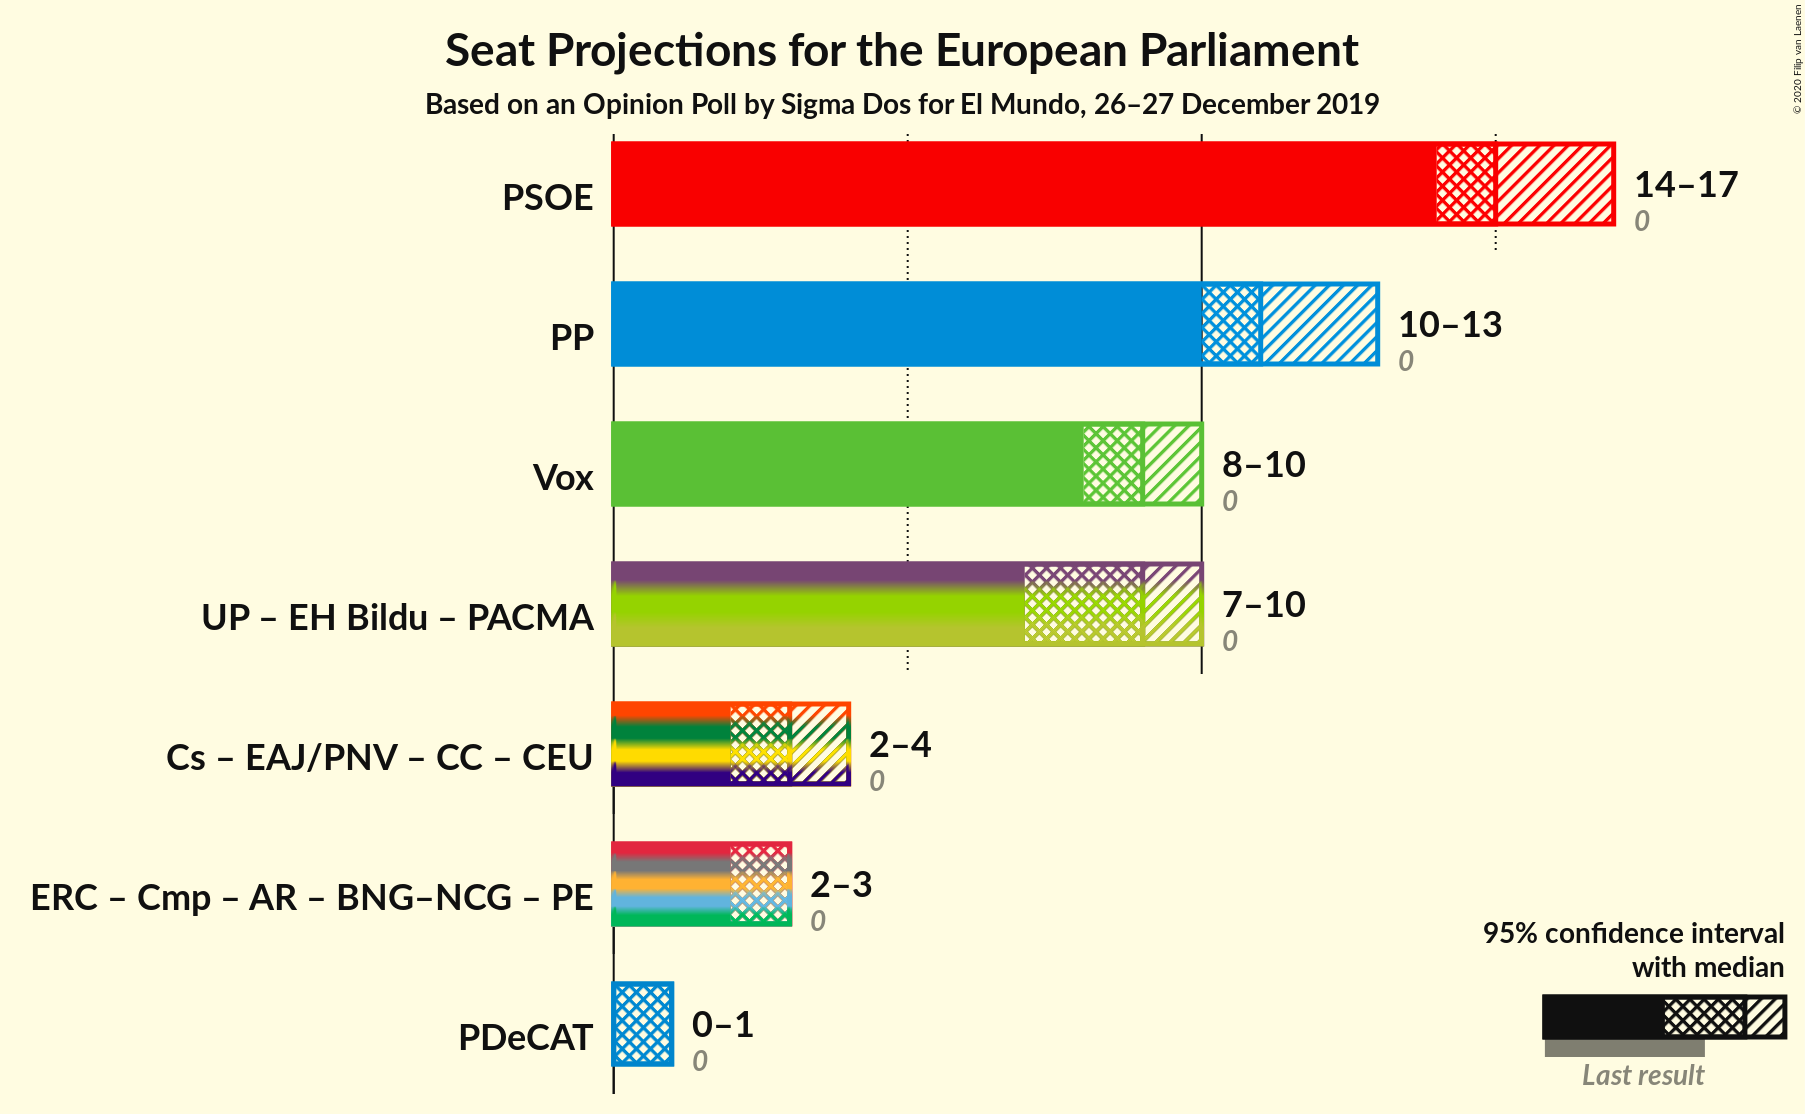 Seat Projections for the European Parliament
Based on an Opinion Poll by Sigma Dos for El Mundo, 26–27 December 2019
© 2020 Filip van Laenen
PSOE
14–17
0
PP
10–13
0
Vox
8–10
0
UP – EH Bildu – PACMA
7–10
0
Cs – EAJ/PNV – CC – CEU
2–4
0
ERC – Cmp – AR – BNG–NCG – PE
2–3
0
PDeCAT
0–1
0
95% confidence interval
with median
Last result